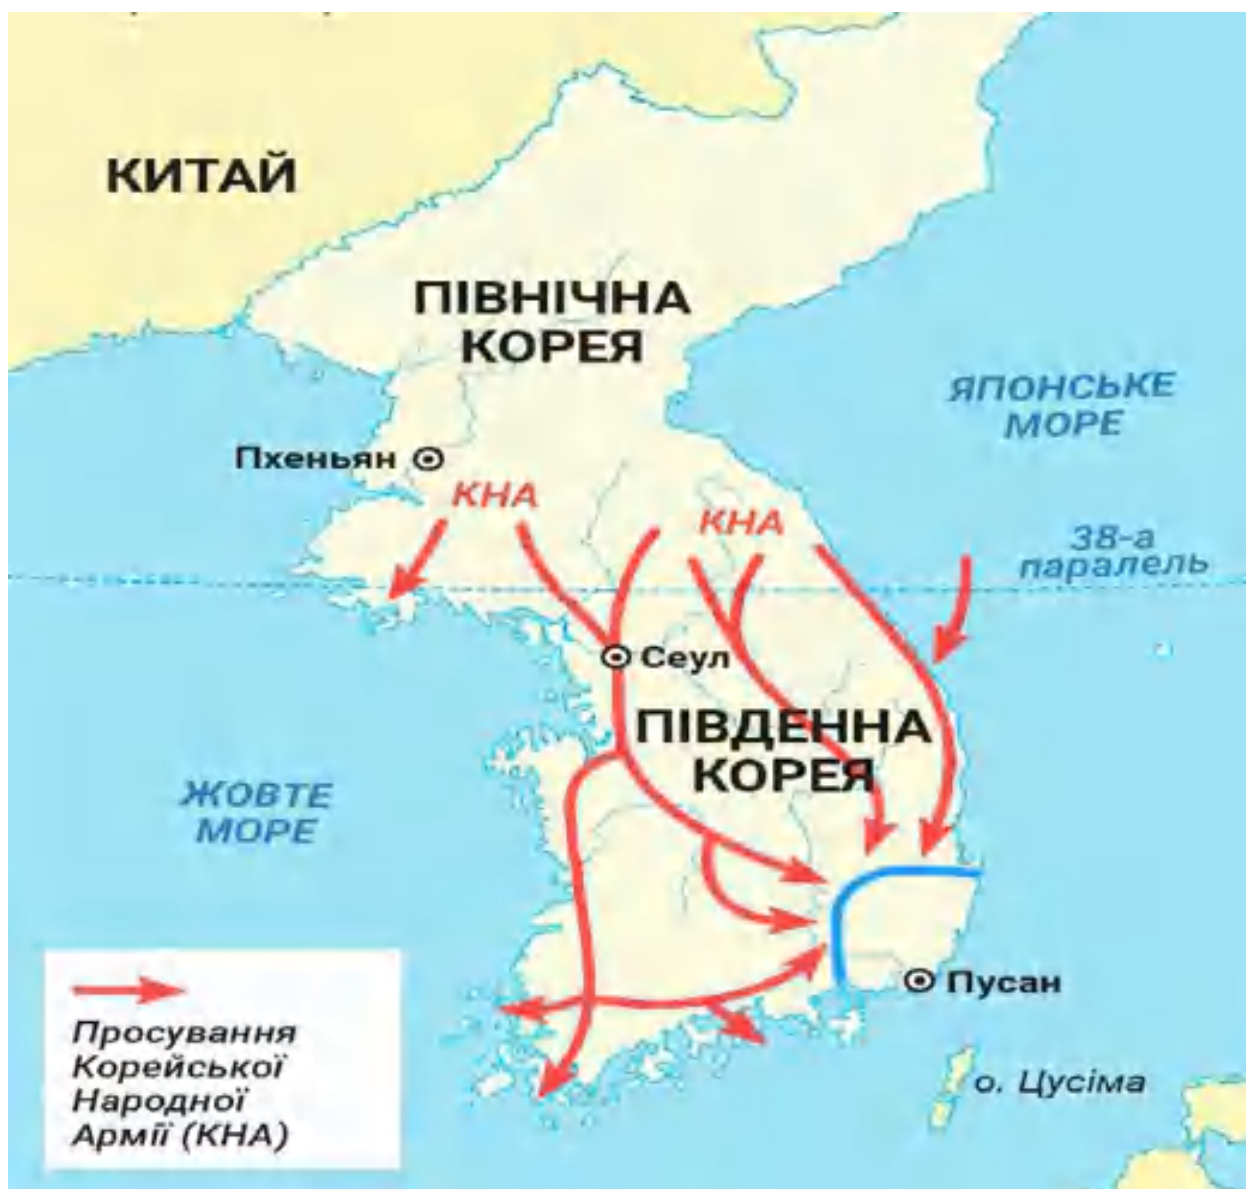 КИТАЙ
ПІВНІЧНА
КОРЕЯ
ЯПОНСЬКЕ
МОРЕ
Пхеньян
КНА
КНА
38-а
паралель
Сеул
ПІВДЕННА
КОРЕЯ
ЖОВТЕ
МОРЕ
Пусан
о. Цусіма
Просування
Корейської
Народної
Армії (КНА)